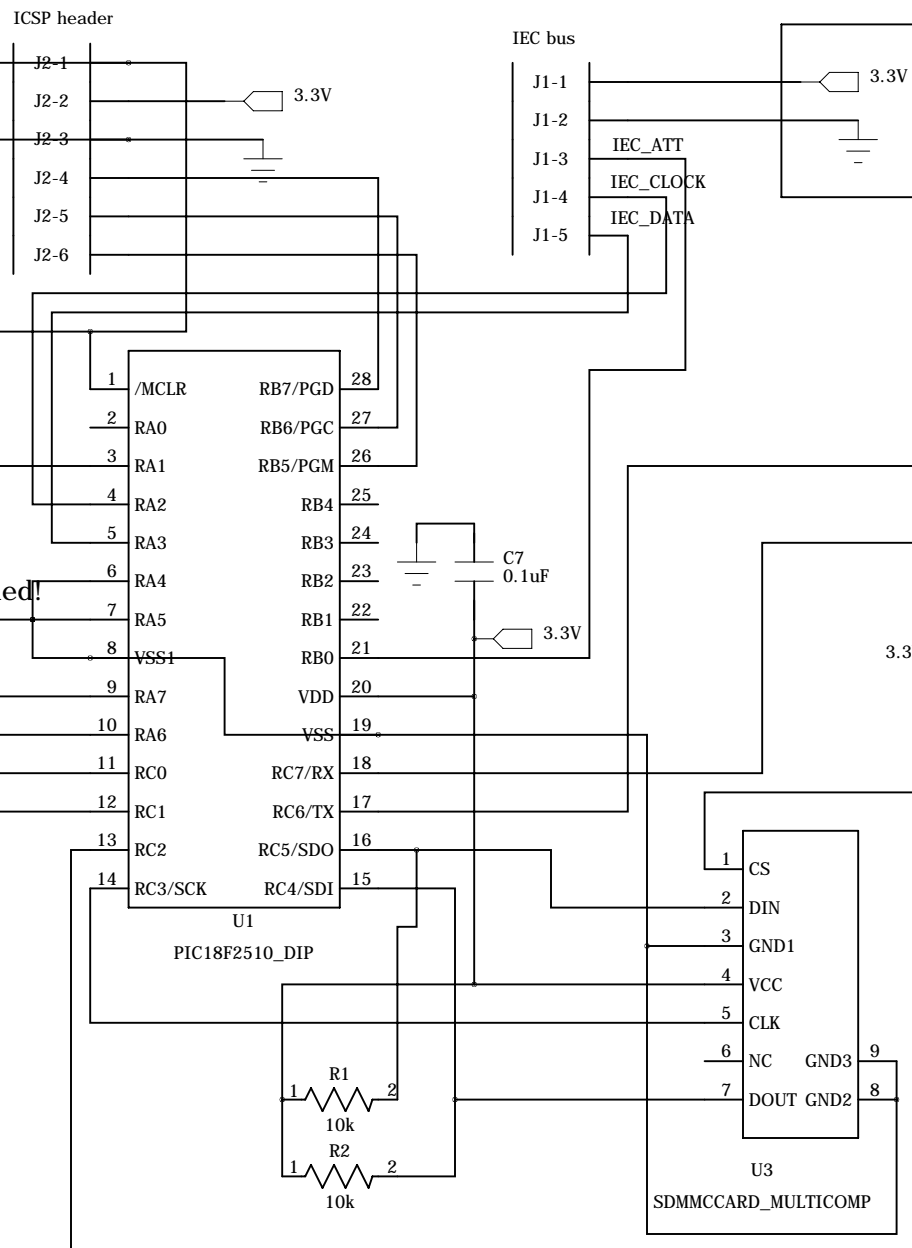 ICSP header
J2-1
J2-2
3.3V
J2-3
J2-4
J2-5
J2-6
IEC bus
J1-1
3.3V
J1-2
J1-3
IEC_ATT
J1-4
IEC_CLOCK
J1-5
IEC_DATA
1 /MCLR RB7/PGD 28
2 RA0 RB6/PGC 27
3 RA1 RB5/PGM 26
4 RA2 RB4 25
5 RA3 RB3 24
6 RA4 RB2 23
7 RA5 RB1 22
8 VSS1 RB0 21
9 RA7 VDD 20
10 RA6 VSS 19
11 RC0 RC7/RX 18
12 RC1 RC6/TX 17
13 RC2 RC5/SDO 16
14 RC3/SCK RC4/SDI 15
U1
PIC18F2510_DIP
ed!
C7
0.1uF
3.3V
3.3
1 CS
2 DIN
3 GND1
4 VCC
5 CLK
6 NC GND3 9
7 DOUT GND2 8
U3
SDMMCCARD_MULTICOMP
R1
1 2
10k
R2
1 2
10k